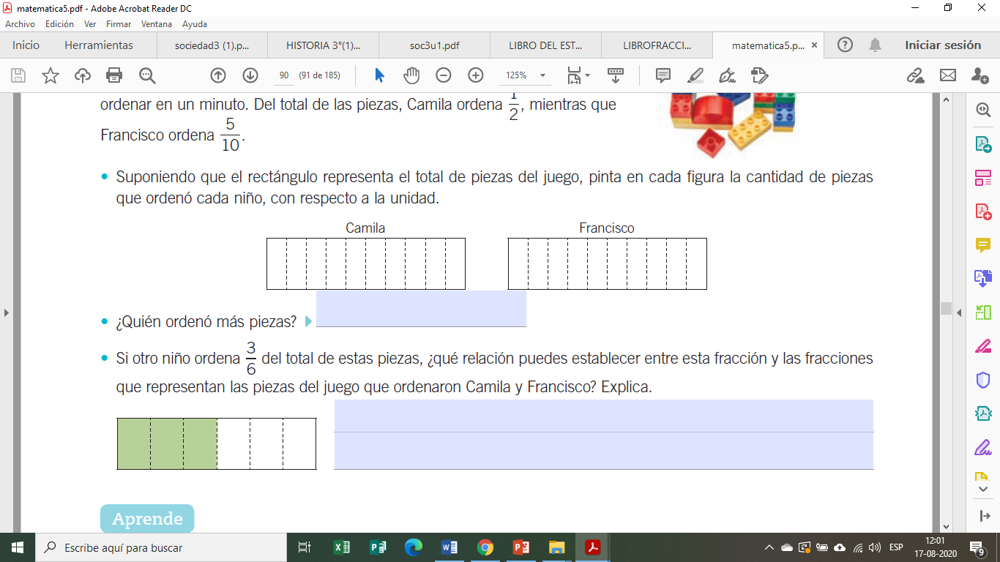 matematica5.pdf - Adobe Acrobat Reader DC
Archivo Edición Ver Firmar Ventana Ayuda
Inicio Herramientas sociedad3 (1).p... HISTORIA 3°(1)... soc3u1.pdf LIBRO DEL EST... LIBROFRACCI... matematica5.p... × Iniciar sesión
90 (91 de 185) 125%
ordenar en un minuto. Del total de las piezas, Camila ordena 1/2, mientras que
Francisco ordena 5/10.
• Suponiendo que el rectángulo representa el total de piezas del juego, pinta en cada figura la cantidad de piezas
que ordenó cada niño, con respecto a la unidad.
Camila Francisco
• ¿Quién ordenó más piezas?
• Si otro niño ordena 3/6 del total de estas piezas, ¿qué relación puedes establecer entre esta fracción y las fracciones
que representan las piezas del juego que ordenaron Camila y Francisco? Explica.
Aprende
Escribe aquí para buscar
ESP
12:01
17-08-2020
9